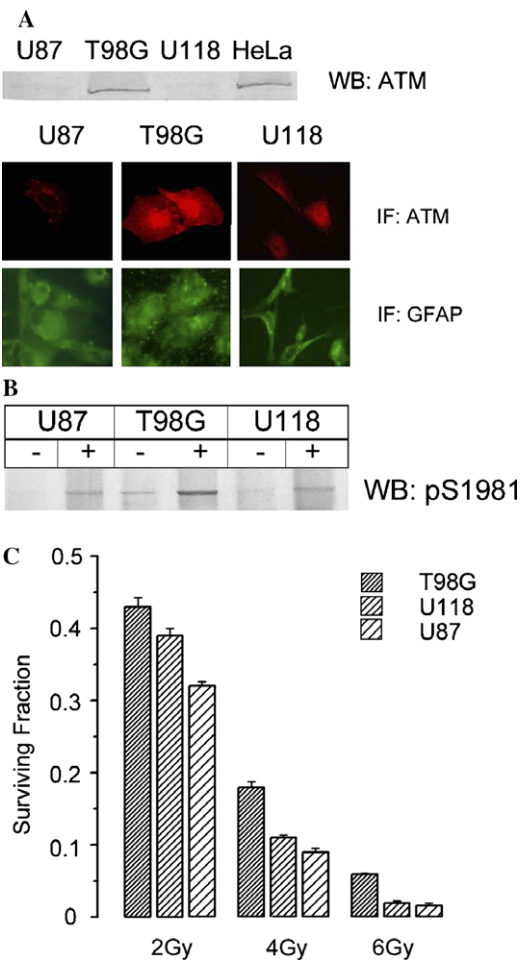 A
U87 T98G U118 HeLa
WB: ATM
U87 T98G U118
IF: ATM
IF: GFAP
B
U87 T98G U118
- + - + - +
WB: pS1981
C
0.5
0.4
0.3
0.2
0.1
0
Surviving Fraction
T98G
U118
U87
2Gy 4Gy 6Gy